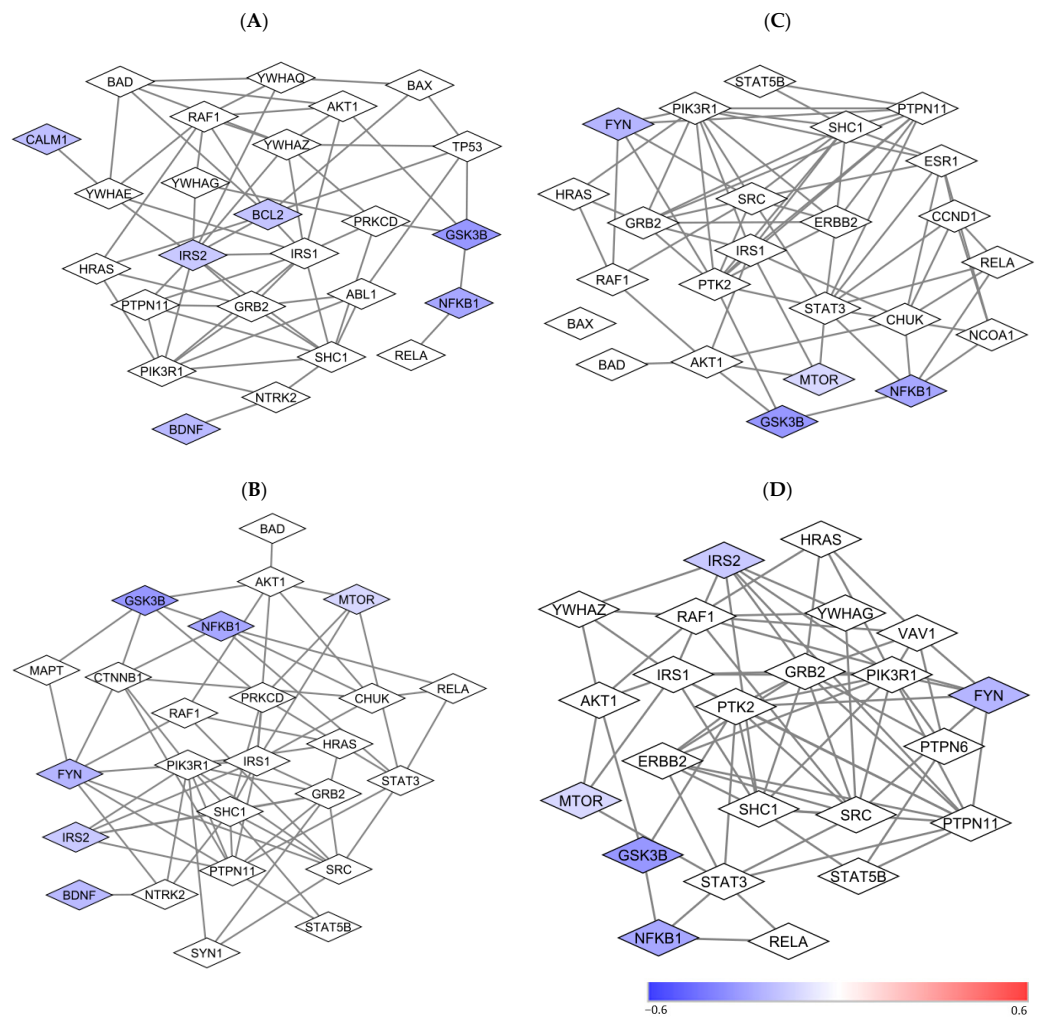 (A)
YWHAQ
BAD
BAX
AKT1
RAF1
CALM1
YWHAZ
TP53
YWHAG
YWHAE
BCL2
PRKCD
GSK3B
IRS2
IRS1
HRAS
ABL1
PTPN11
GRB2
NFKB1
SHC1
RELA
PIK3R1
NTRK2
BDNF
(C)
STAT5B
PIK3R1
PTPN11
FYN
SHC1
ESR1
HRAS
SRC
GRB2
ERBB2
CCND1
IRS1
RELA
RAF1
PTK2
STAT3
CHUK
BAX
NCOA1
BAD
AKT1
MTOR
NFKB1
GSK3B
(B)
BAD
AKT1
GSK3B
MTOR
NFKB1
MAPT
CTNNB1
RELA
PRKCD
CHUK
RAF1
HRAS
PIK3R1
IRS1
FYN
STAT3
GRB2
SHC1
IRS2
PTPN11
SRC
BDNF
NTRK2
STAT5B
SYN1
(D)
HRAS
IRS2
YWHAZ
RAF1
YWHAG
VAV1
IRS1
GRB2
PIK3R1
FYN
AKT1
PTK2
PTPN6
ERBB2
MTOR
SHC1
SRC
PTPN11
GSK3B
STAT3
STAT5B
NFKB1
RELA
−0.6
0.6